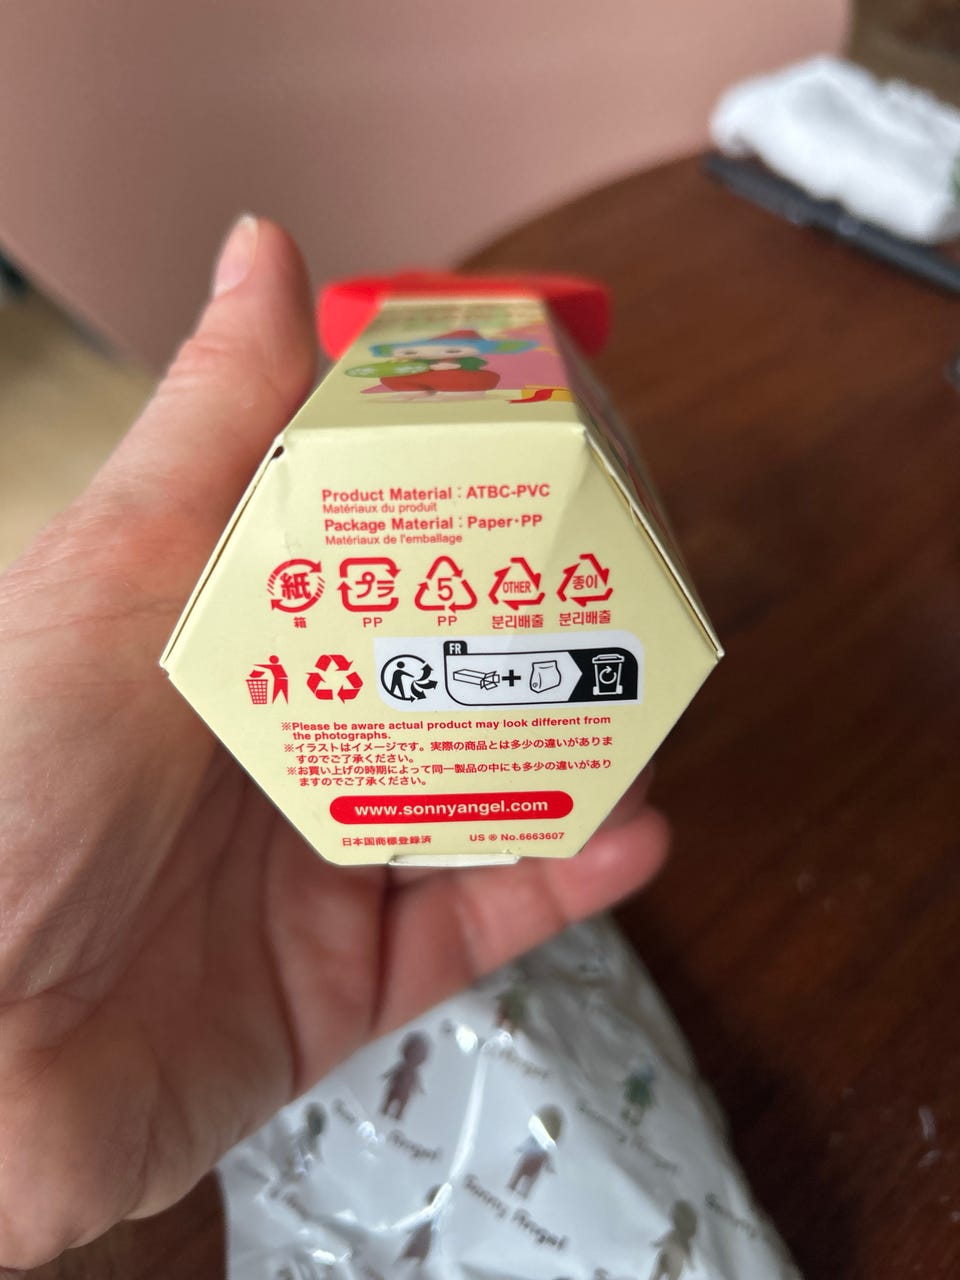 Product Material : ATBC-PVC
Matériaux du produit
Package Material : Paper・PP
Matériaux de l'emballage
紙 プラ 5 OTHER 종이
箱 PP PP 분리배출 분리배출
FR
※Please be aware actual product may look different from
the photographs.
※イラストはイメージです。実際の商品とは多少の違いがありま
すのでご了承ください。
※お買い上げの時期によって同一製品の中にも多少の違いがあり
ますのでご了承ください。
www.sonnyangel.com
日本国商標登録済 US ® No.6663607
Sonny Angel
Sonny Angel
Sonny Angel
Sonny Angel
Sonny